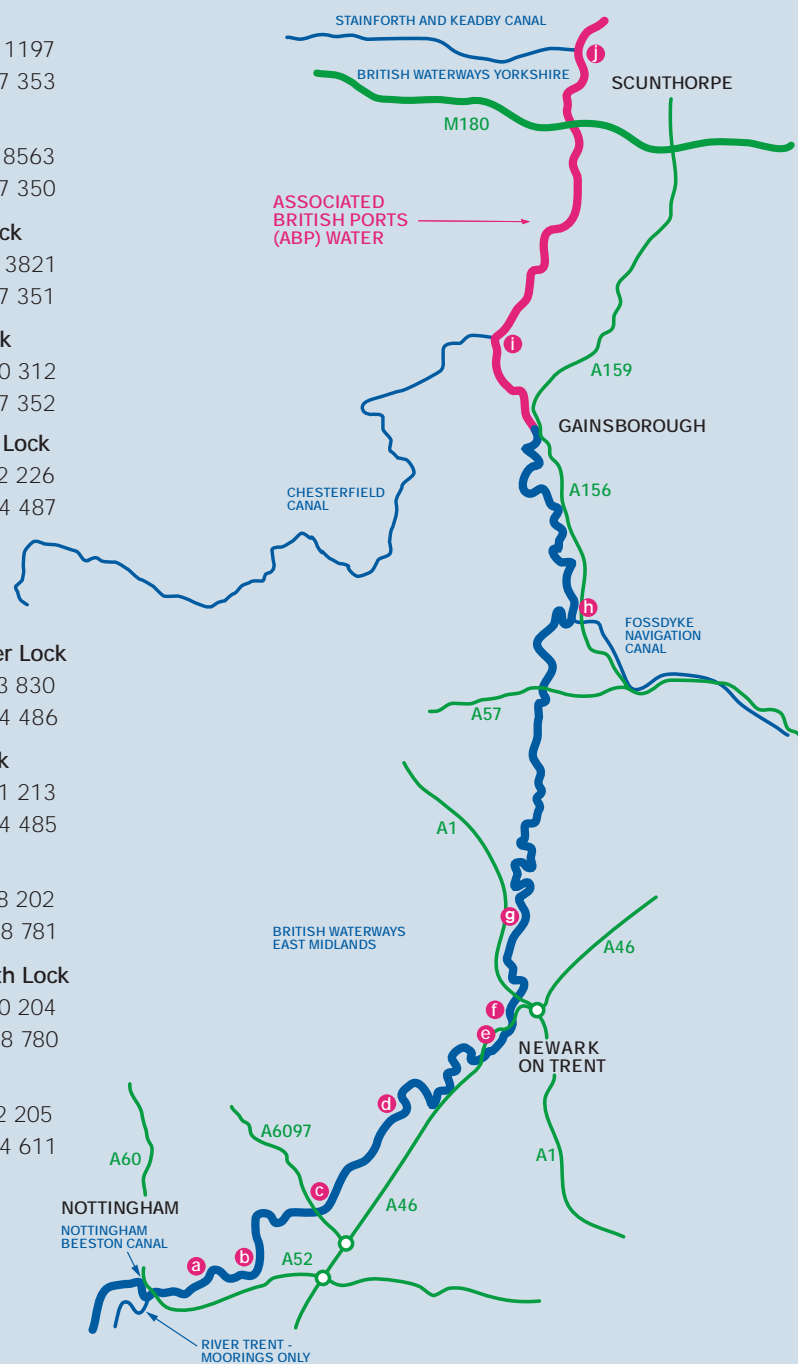 1197
7 353
8563
7 350
ck
3821
7 351
k
0 312
7 352
Lock
2 226
4 487
er Lock
3 830
4 486
k
1 213
4 485
8 202
8 781
th Lock
0 204
8 780
2 205
4 611
STAINFORTH AND KEADBY CANAL
j
BRITISH WATERWAYS YORKSHIRE
SCUNTHORPE
M180
ASSOCIATED
BRITISH PORTS
(ABP) WATER
i
A159
GAINSBOROUGH
A156
CHESTERFIELD
CANAL
h
FOSSDYKE
NAVIGATION
CANAL
A57
A1
g
BRITISH WATERWAYS
EAST MIDLANDS
A46
f
e
NEWARK
ON TRENT
d
A6097
A60
A1
c
A46
NOTTINGHAM
NOTTINGHAM
BEESTON CANAL
b
a
A52
RIVER TRENT -
MOORINGS ONLY